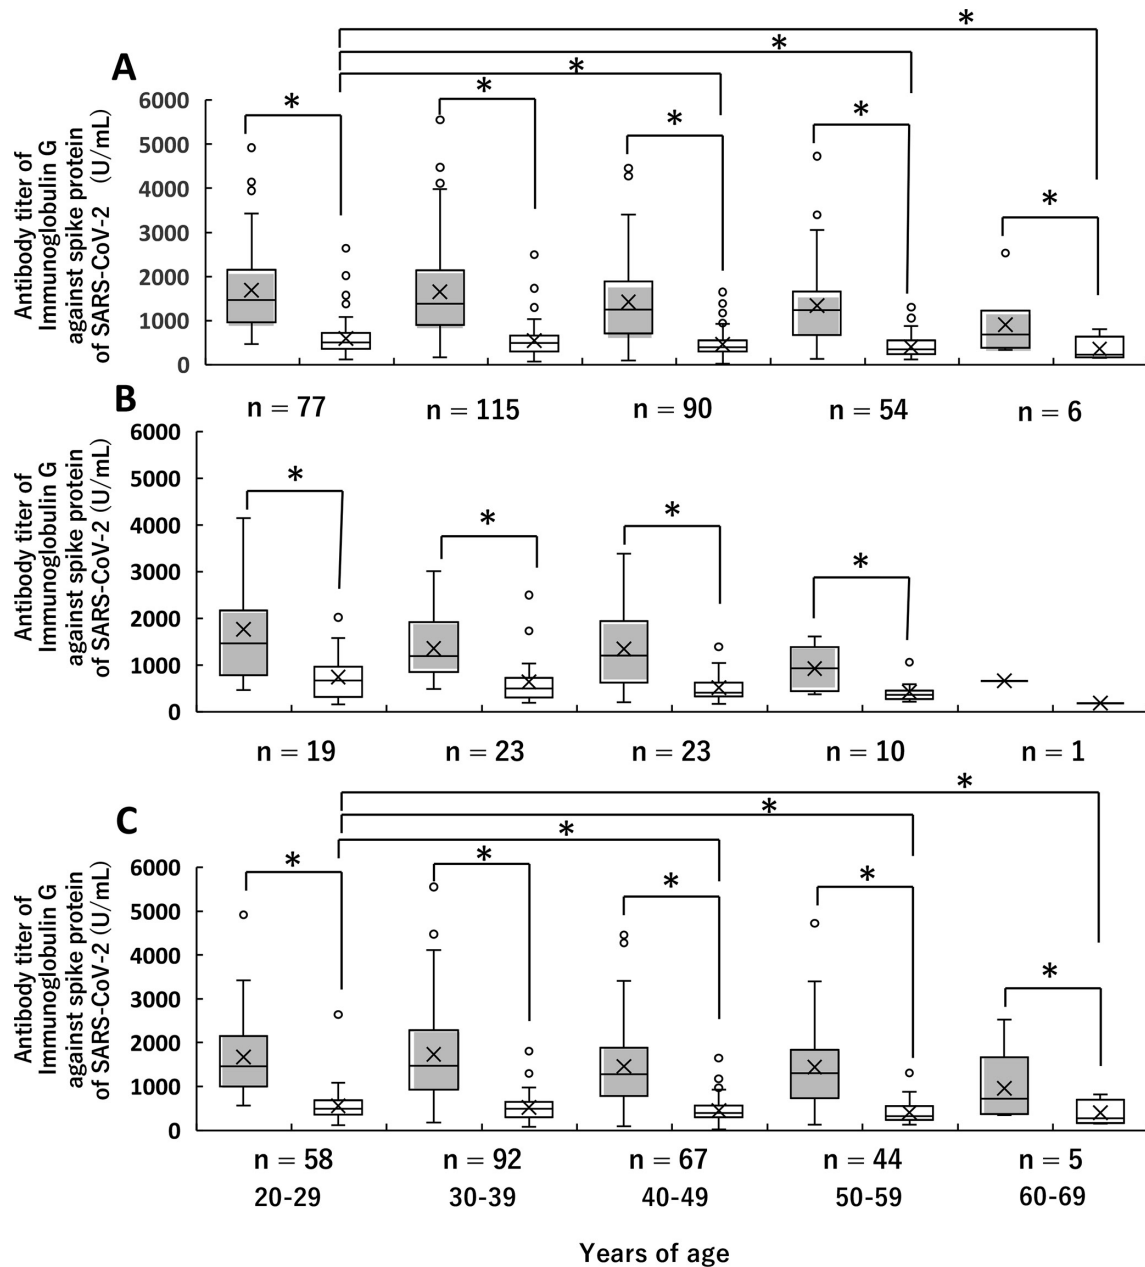 *
*
*
A
*
*
*
*
*
Antibody titer of
Immunoglobulin G
against spike protein
of SARS-CoV-2 (U/mL)
6000
5000
4000
3000
2000
1000
0
n = 77 n = 115 n = 90 n = 54 n = 6
B
Antibody titer of
Immunoglobulin G
against spike protein
of SARS-CoV-2 (U/mL)
6000
5000
4000
3000
2000
1000
0
*
*
*
*
n = 19 n = 23 n = 23 n = 10 n = 1
*
*
*
C
*
*
*
*
*
Antibody titer of
Immunoglobulin G
against spike protein
of SARS-CoV-2 (U/mL)
6000
5000
4000
3000
2000
1000
0
n = 58 n = 92 n = 67 n = 44 n = 5
20-29 30-39 40-49 50-59 60-69
Years of age